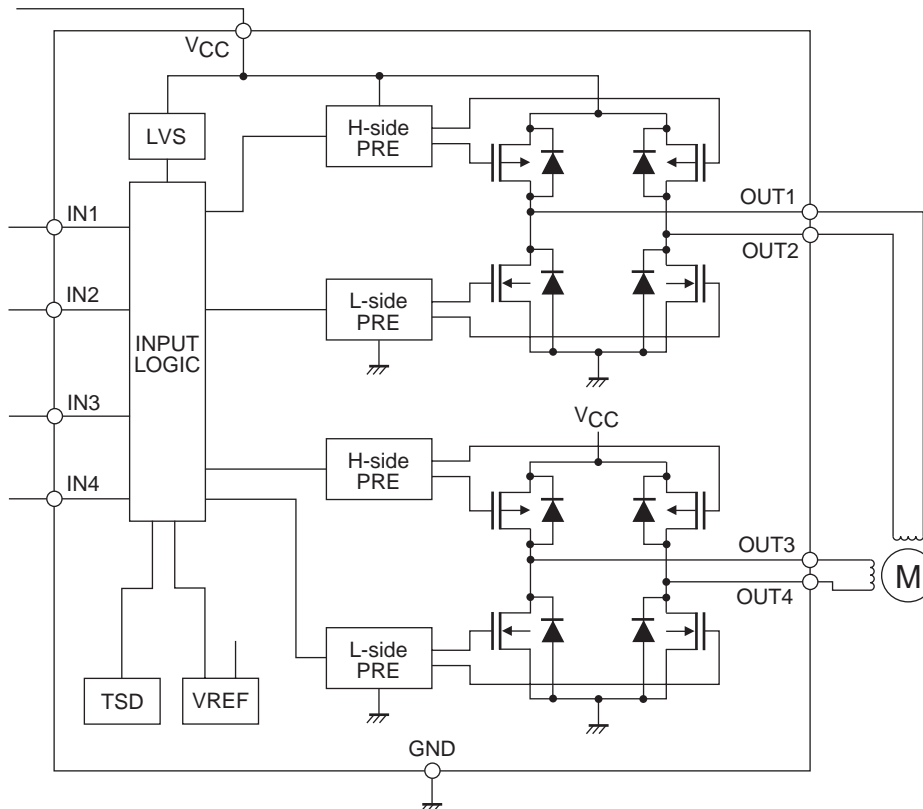 VCC
LVS
H-side
PRE
IN1
OUT1
OUT2
IN2
L-side
PRE
INPUT
LOGIC
IN3
VCC
H-side
PRE
IN4
OUT3
M
OUT4
L-side
PRE
TSD
VREF
GND